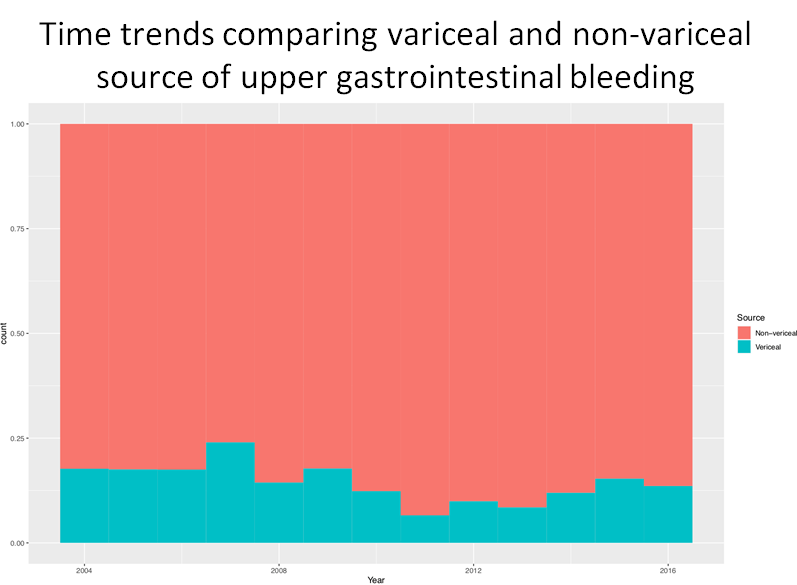 Time trends comparing variceal and non-variceal
source of upper gastrointestinal bleeding
1.00
0.75
0.50
0.25
0.00
count
2004
2008
2012
2016
Year
Source
Non-vericeal
Vericeal